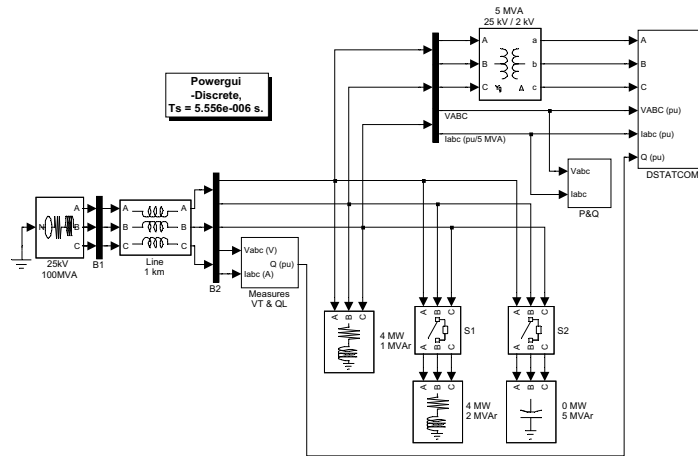 5 MVA
25 kV / 2 kV
A
B
C
Yg
Δ
a
b
c
A
B
C
VABC (pu)
Iabc (pu)
Q (pu)
DSTATCOM
VABC
Iabc (pu/5 MVA)
Vabc
Iabc
P&Q
Powergui
-Discrete,
Ts = 5.556e-006 s.
N
A
B
C
25kV
100MVA
B1
A
B
C
A
B
C
Line
1 km
B2
Vabc (V)
Iabc (A)
Q (pu)
Measures
VT & QL
A B C
4 MW
1 MVAr
A B C
A B C
S1
A B C
4 MW
2 MVAr
A B C
A B C
S2
A B C
0 MW
5 MVAr